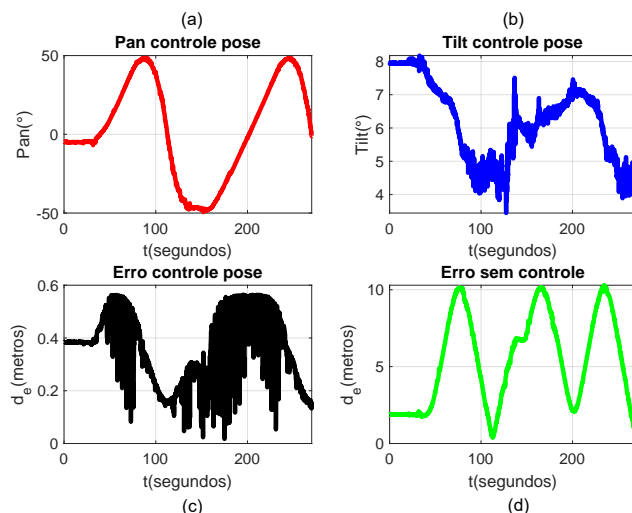 (a)
(b)
Pan controle pose
Tilt controle pose
50
0
-50
Pan(°)
0
100
200
t(segundos)
8
7
6
5
4
Tilt(°)
0
100
200
t(segundos)
Erro controle pose
Erro sem controle
0.6
0.4
0.2
0
d_e(metros)
0
100
200
t(segundos)
10
5
0
d_e(metros)
0
100
200
t(segundos)
(c)
(d)